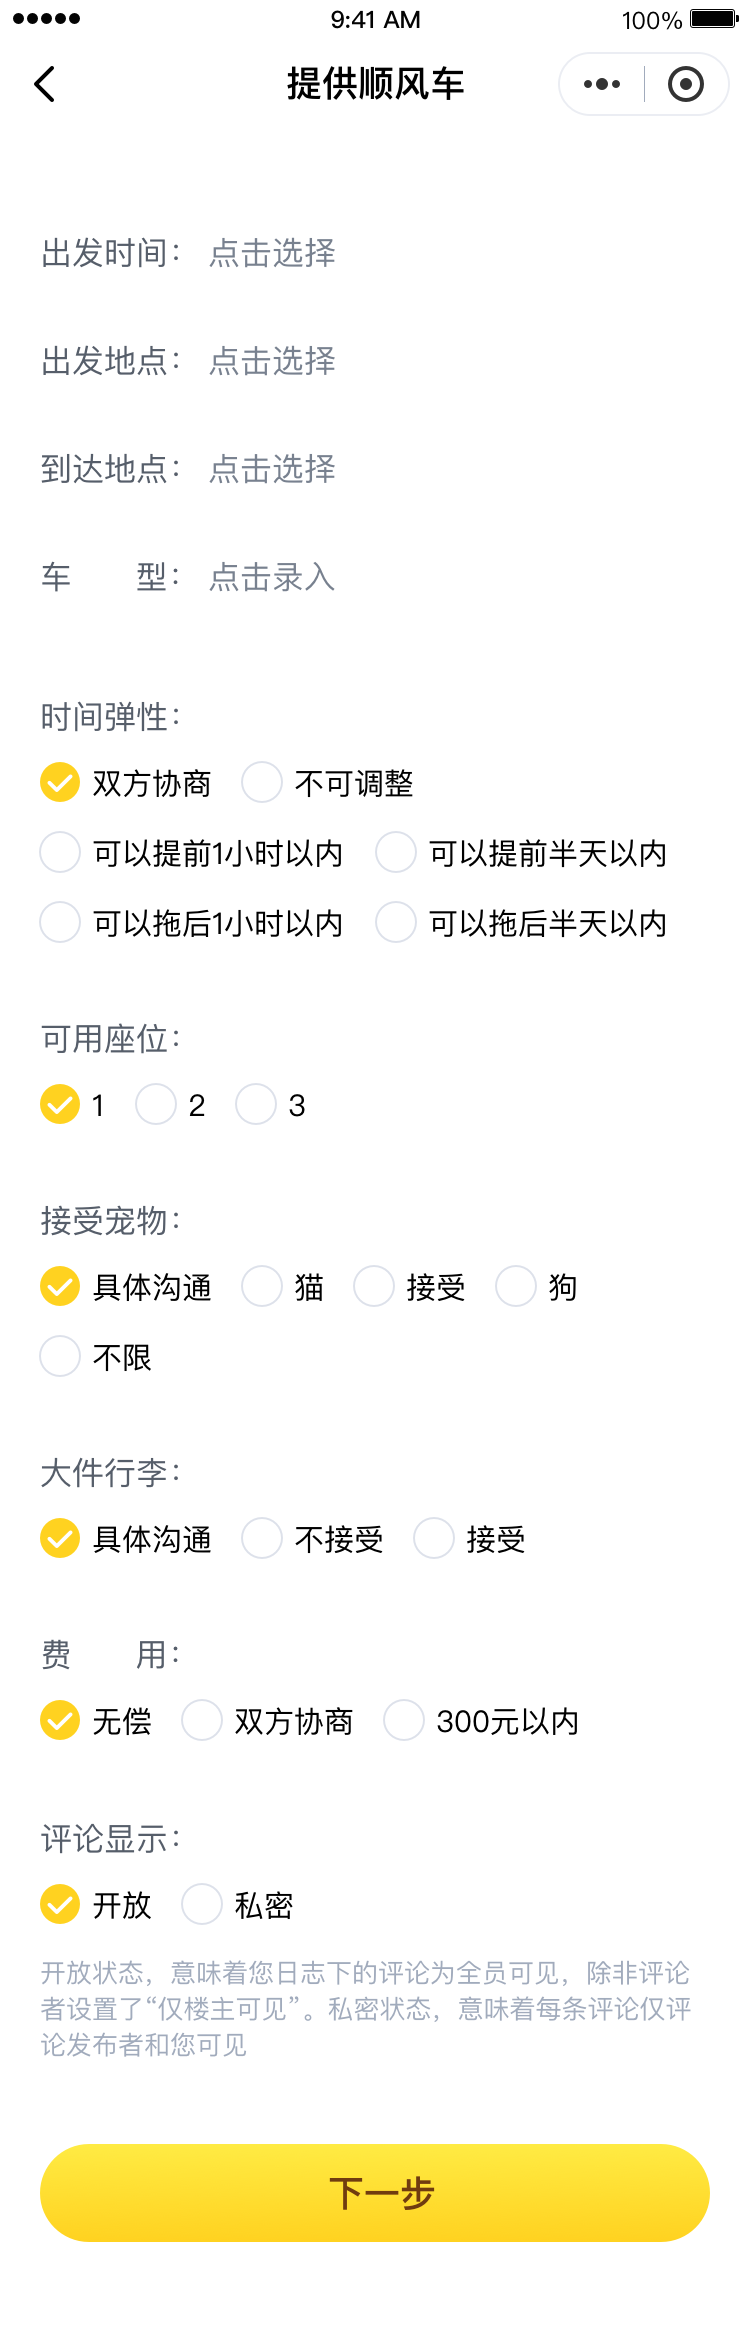 9:41 AM 100%
提供顺风车
出发时间： 点击选择
出发地点： 点击选择
到达地点： 点击选择
车 型： 点击录入
时间弹性：
双方协商 不可调整
可以提前1小时以内 可以提前半天以内
可以拖后1小时以内 可以拖后半天以内
可用座位：
1 2 3
接受宠物：
具体沟通 猫 接受 狗
不限
大件行李：
具体沟通 不接受 接受
费 用：
无偿 双方协商 300元以内
评论显示：
开放 私密
开放状态，意味着您日志下的评论为全员可见，除非评论
者设置了“仅楼主可见”。私密状态，意味着每条评论仅评
论发布者和您可见
下一步